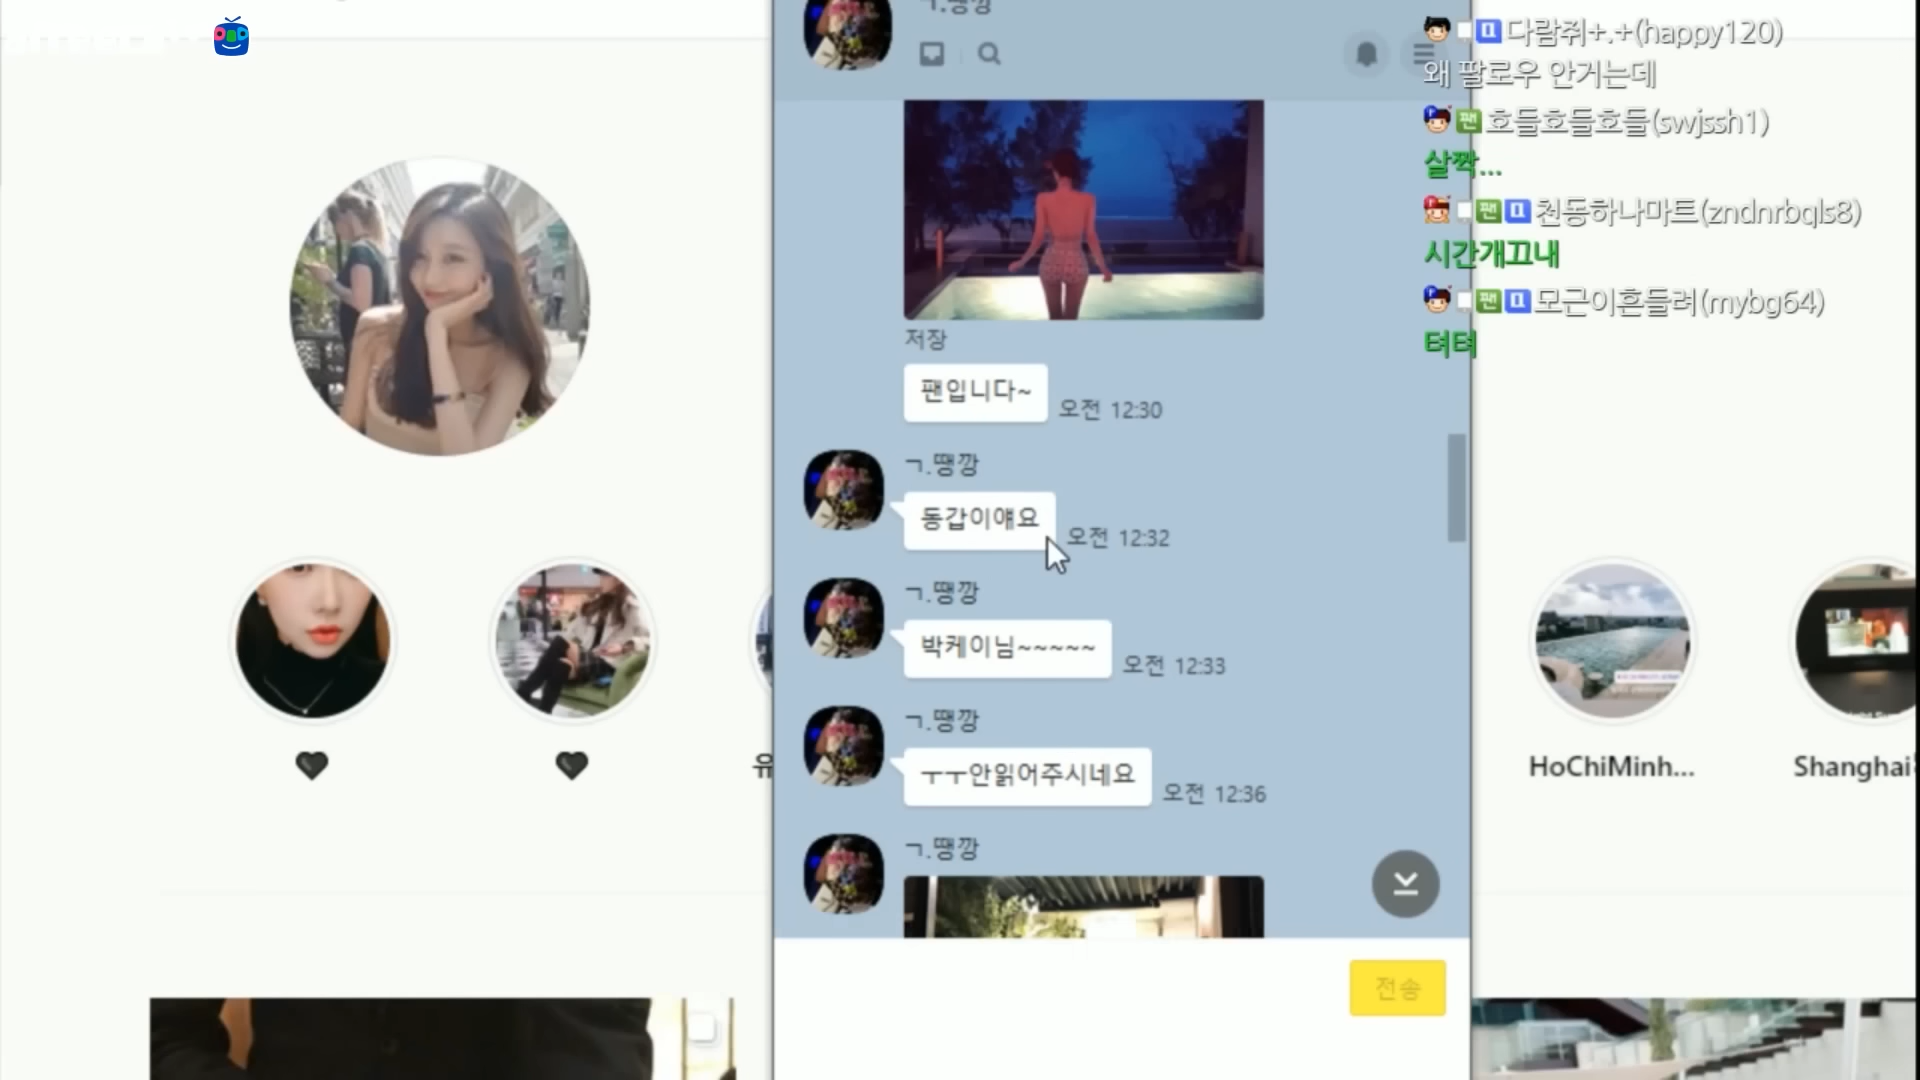 ㄱ.땡깡
저장
팬입니다~ 오전 12:30
ㄱ.땡깡
동갑이얘요 오전 12:32
ㄱ.땡깡
박케이님~~~~~ 오전 12:33
ㄱ.땡깡
ㅜㅜ안읽어주시네요 오전 12:36
ㄱ.땡깡
전송
유
HoChiMinh...
Shanghai
다람쥐+.+(happy120)
왜 팔로우 안거는데
팬 호들호들호들(swjssh1)
살짝...
팬 천동하나마트(zndnrbqls8)
시간개끄내
팬 모근이흔들려(mybg64)
텨텨